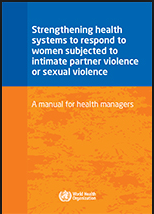 Strengthening health
systems to respond to
women subjected to
intimate partner violence
or sexual violence
A manual for health managers
World Health
Organization